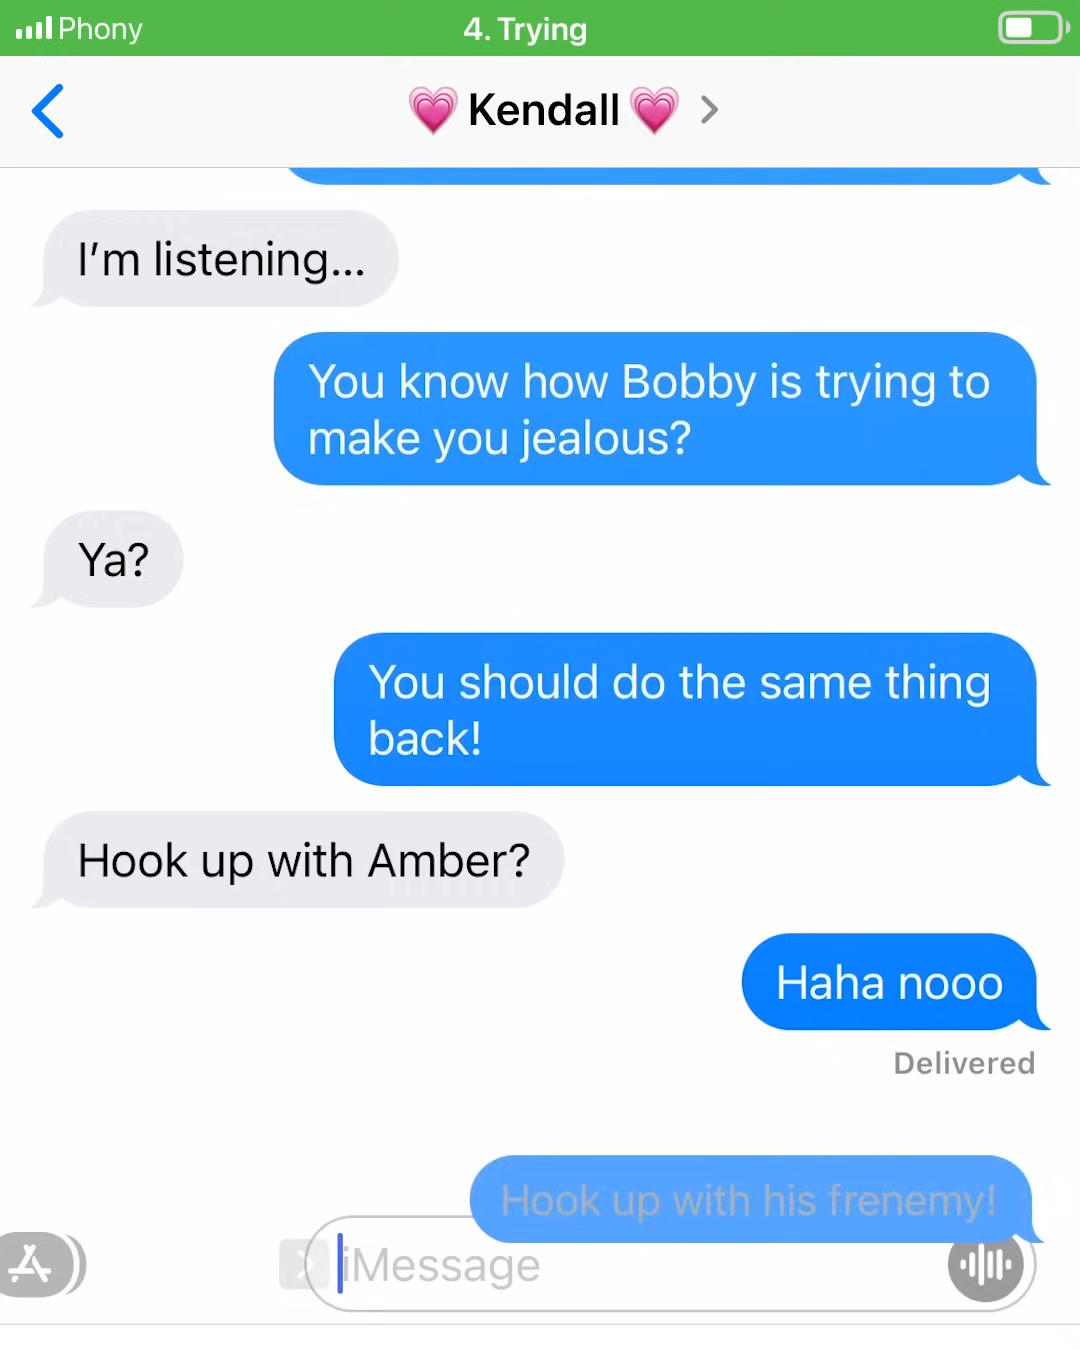 Phony
4. Trying
Kendall
I'm listening...
You know how Bobby is trying to
make you jealous?
Ya?
You should do the same thing
back!
Hook up with Amber?
Haha nooo
Delivered
Hook up with his frenemy!
iMessage